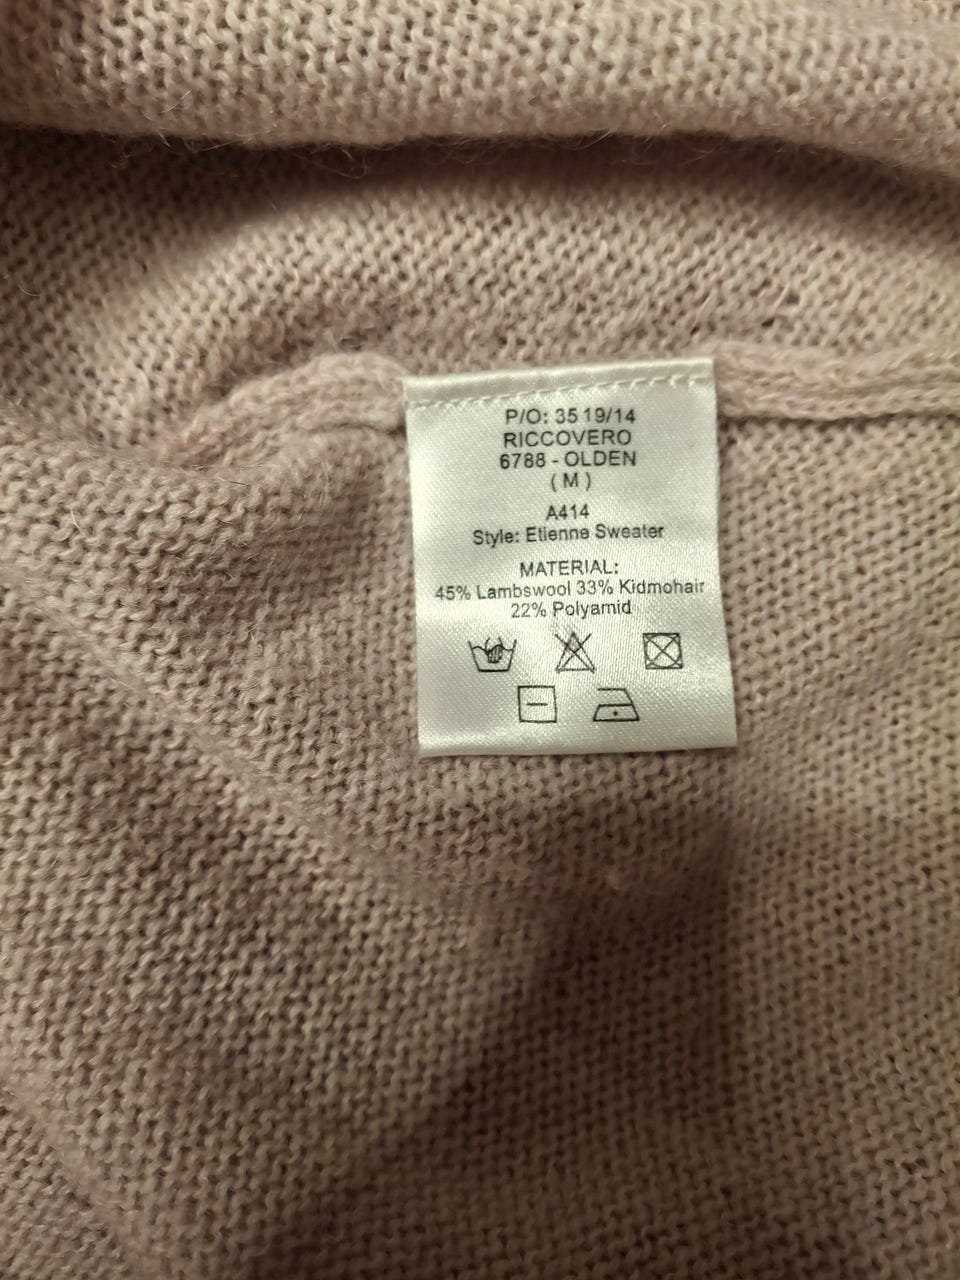 P/O: 3519/14
RICCOVERO
6788 - OLDEN
( M )
A414
Style: Etienne Sweater
MATERIAL:
45% Lambswool 33% Kidmohair
22% Polyamid